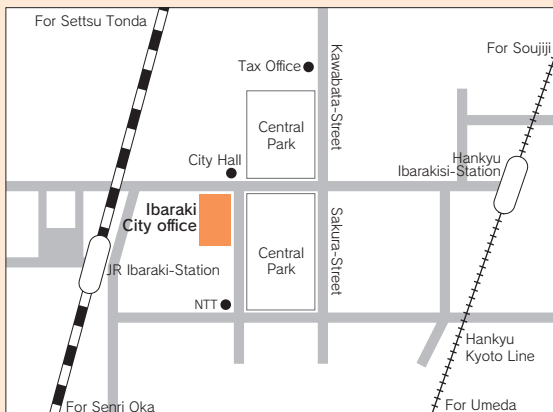 For Settsu Tonda
For Soujiji
Kawabata-Street
Tax Office
Central
Park
City Hall
Hankyu
Ibarakisi-Station
Ibaraki
City office
Sakura-Street
Central
Park
JR Ibaraki-Station
NTT
Hankyu
Kyoto Line
For Senri Oka
For Umeda